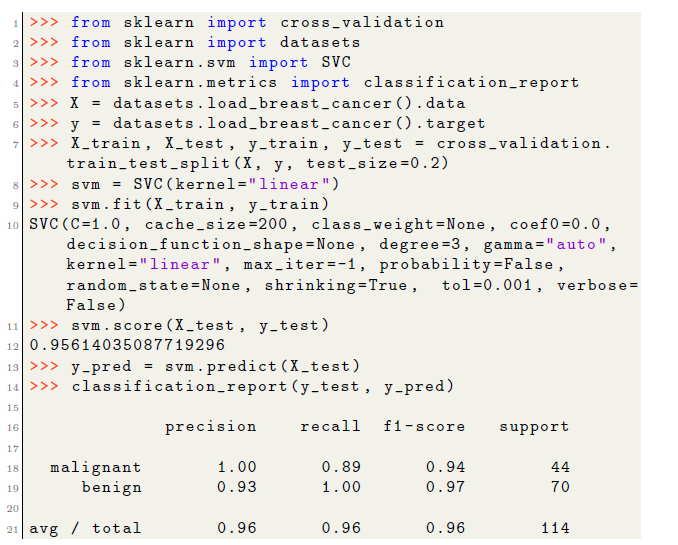 1 >>> from sklearn import cross_validation
2 >>> from sklearn import datasets
3 >>> from sklearn.svm import SVC
4 >>> from sklearn.metrics import classification_report
5 >>> X = datasets.load_breast_cancer().data
6 >>> y = datasets.load_breast_cancer().target
7 >>> X_train, X_test, y_train, y_test = cross_validation.
train_test_split(X, y, test_size=0.2)
8 >>> svm = SVC(kernel="linear")
9 >>> svm.fit(X_train, y_train)
10 SVC(C=1.0, cache_size=200, class_weight=None, coef0=0.0,
decision_function_shape=None, degree=3, gamma="auto",
kernel="linear", max_iter=-1, probability=False,
random_state=None, shrinking=True, tol=0.001, verbose=
False)
11 >>> svm.score(X_test, y_test)
12 0.95614035087719296
13 >>> y_pred = svm.predict(X_test)
14 >>> classification_report(y_test, y_pred)
15
16 precision recall f1-score support
17
18 malignant 1.00 0.89 0.94 44
19 benign 0.93 1.00 0.97 70
20
21 avg / total 0.96 0.96 0.96 114